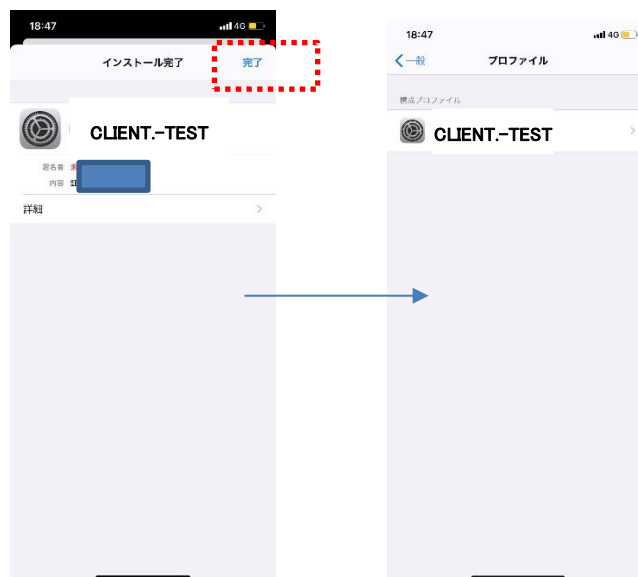 18:47
4G
インストール完了
完了
CLIENT.-TEST
署名者
内容
詳細
18:47
4G
一般
プロファイル
構成プロファイル
CLIENT.-TEST